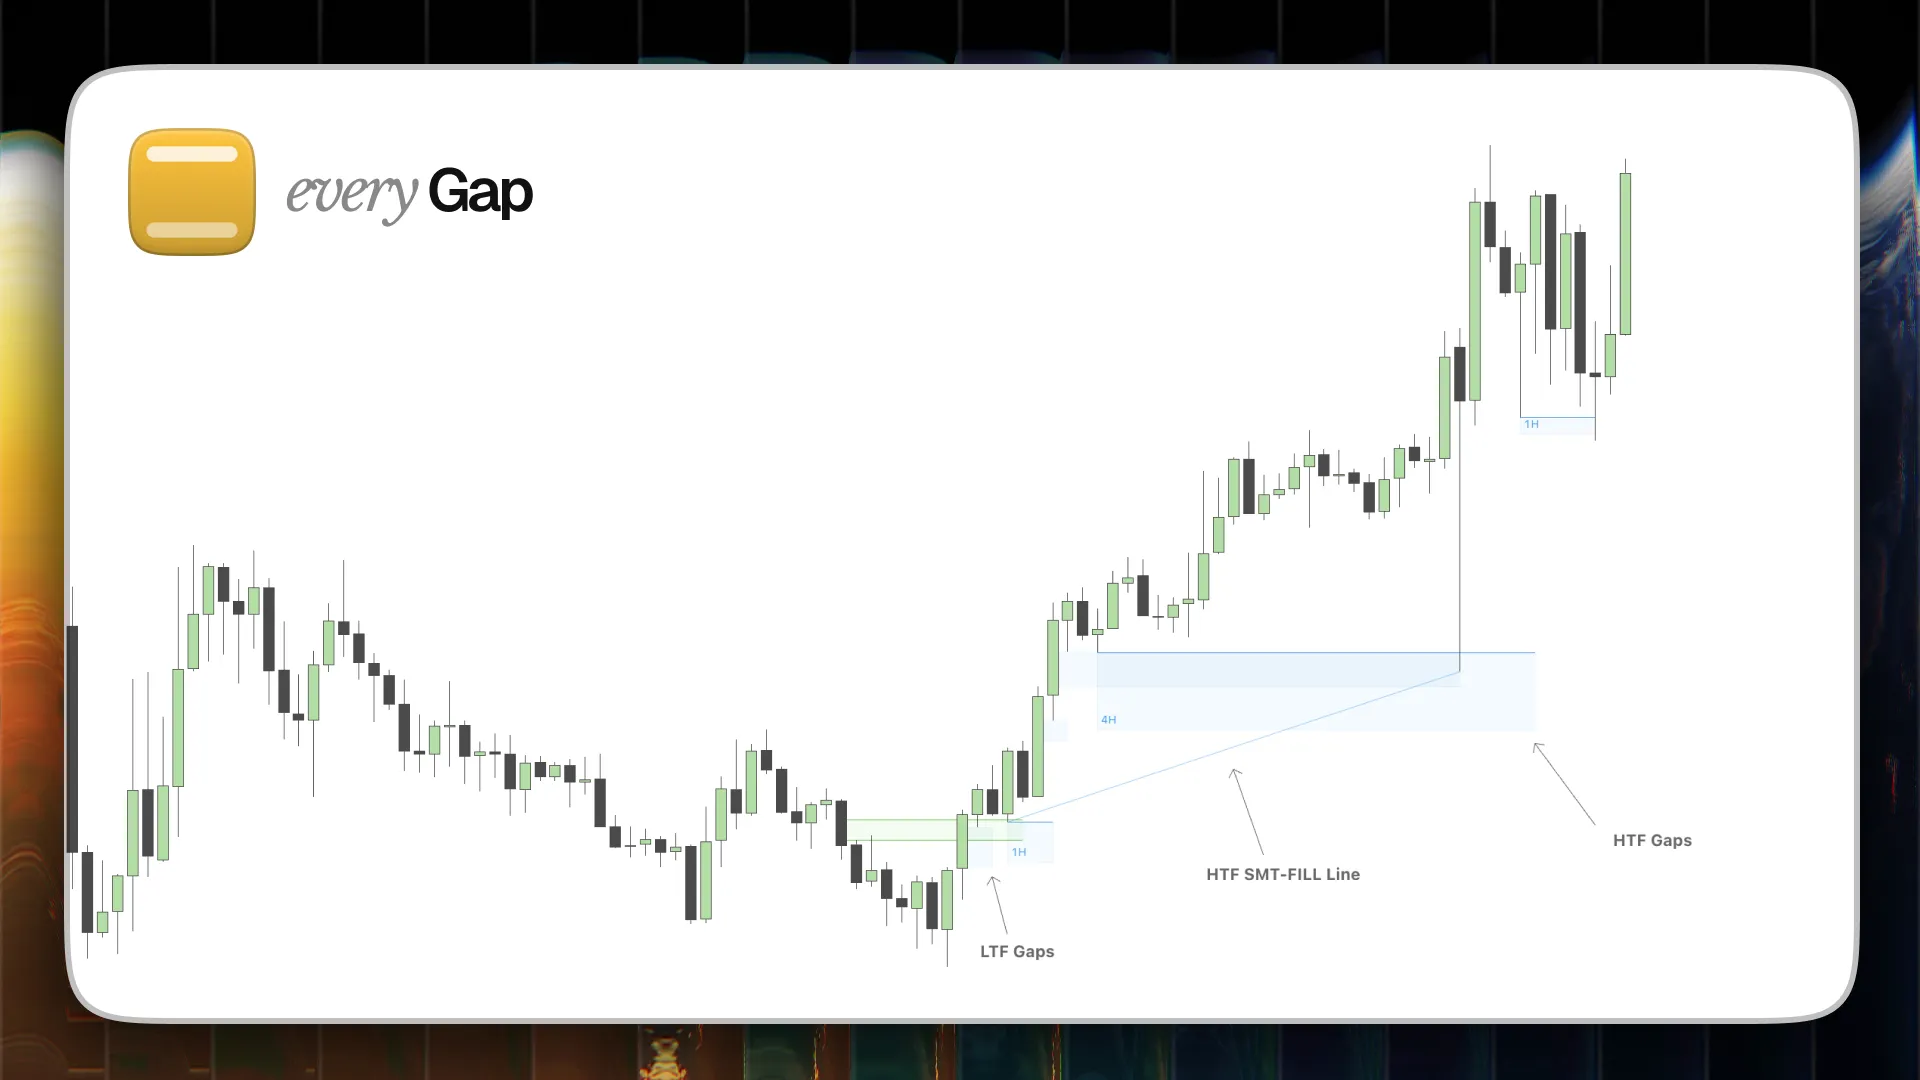 every Gap
1H
4H
HTF Gaps
1H
HTF SMT-FILL Line
LTF Gaps